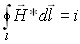 ∮ₗ H⃗ * dl⃗ = i